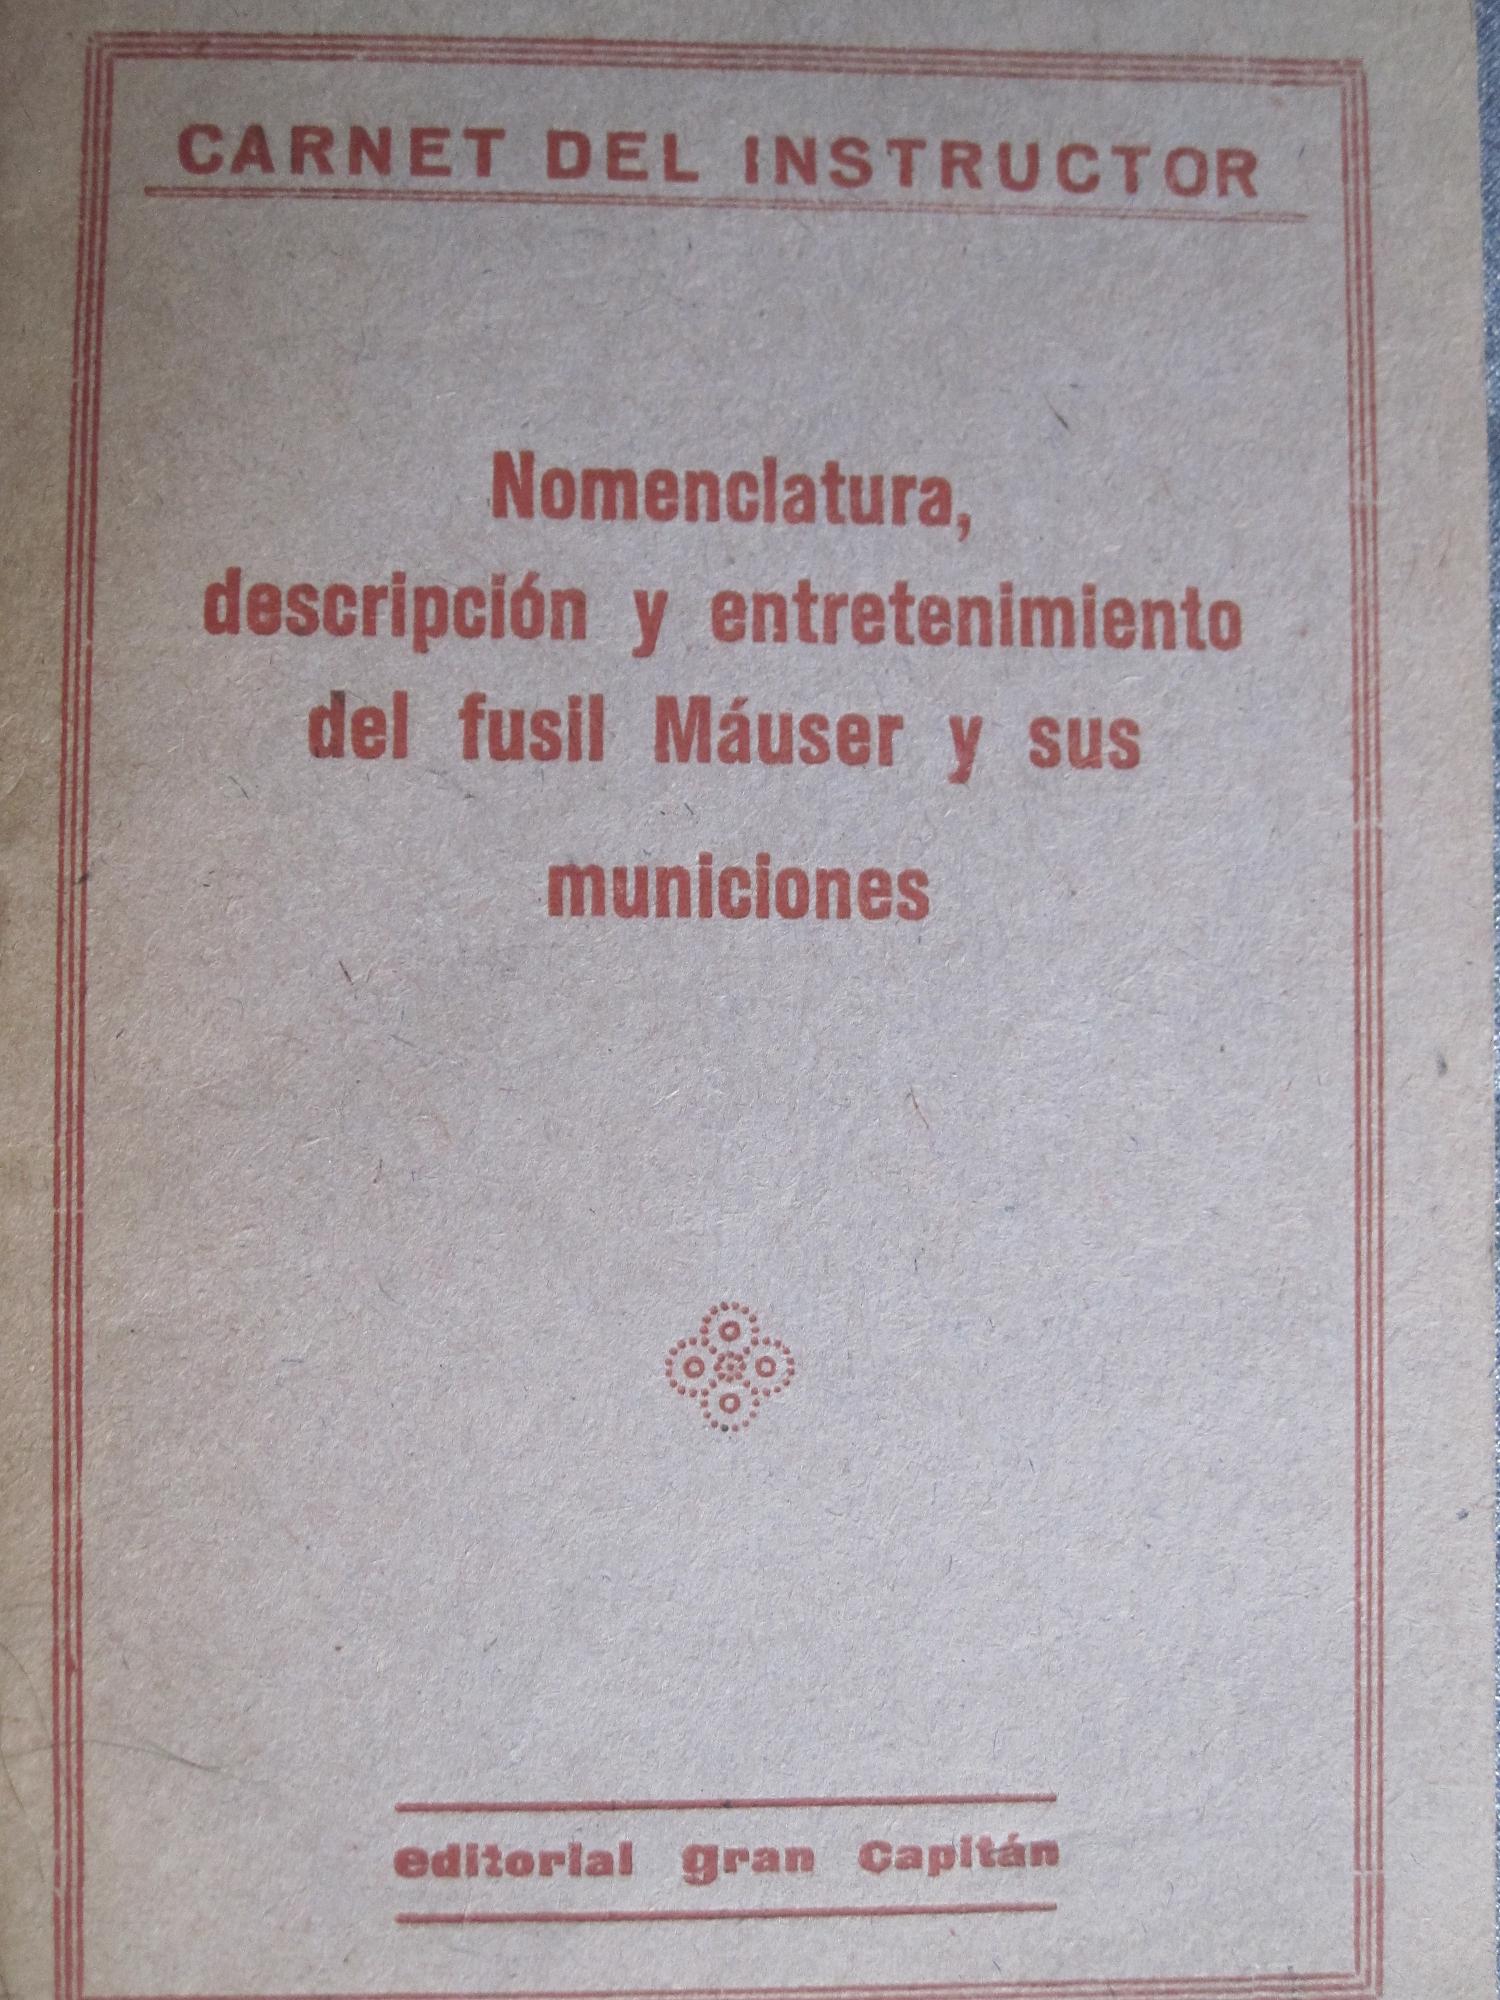 CARNET DEL INSTRUCTOR
Nomenclatura,
descripción y entretenimiento
del fusil Máuser y sus
municiones
editorial gran Capitán